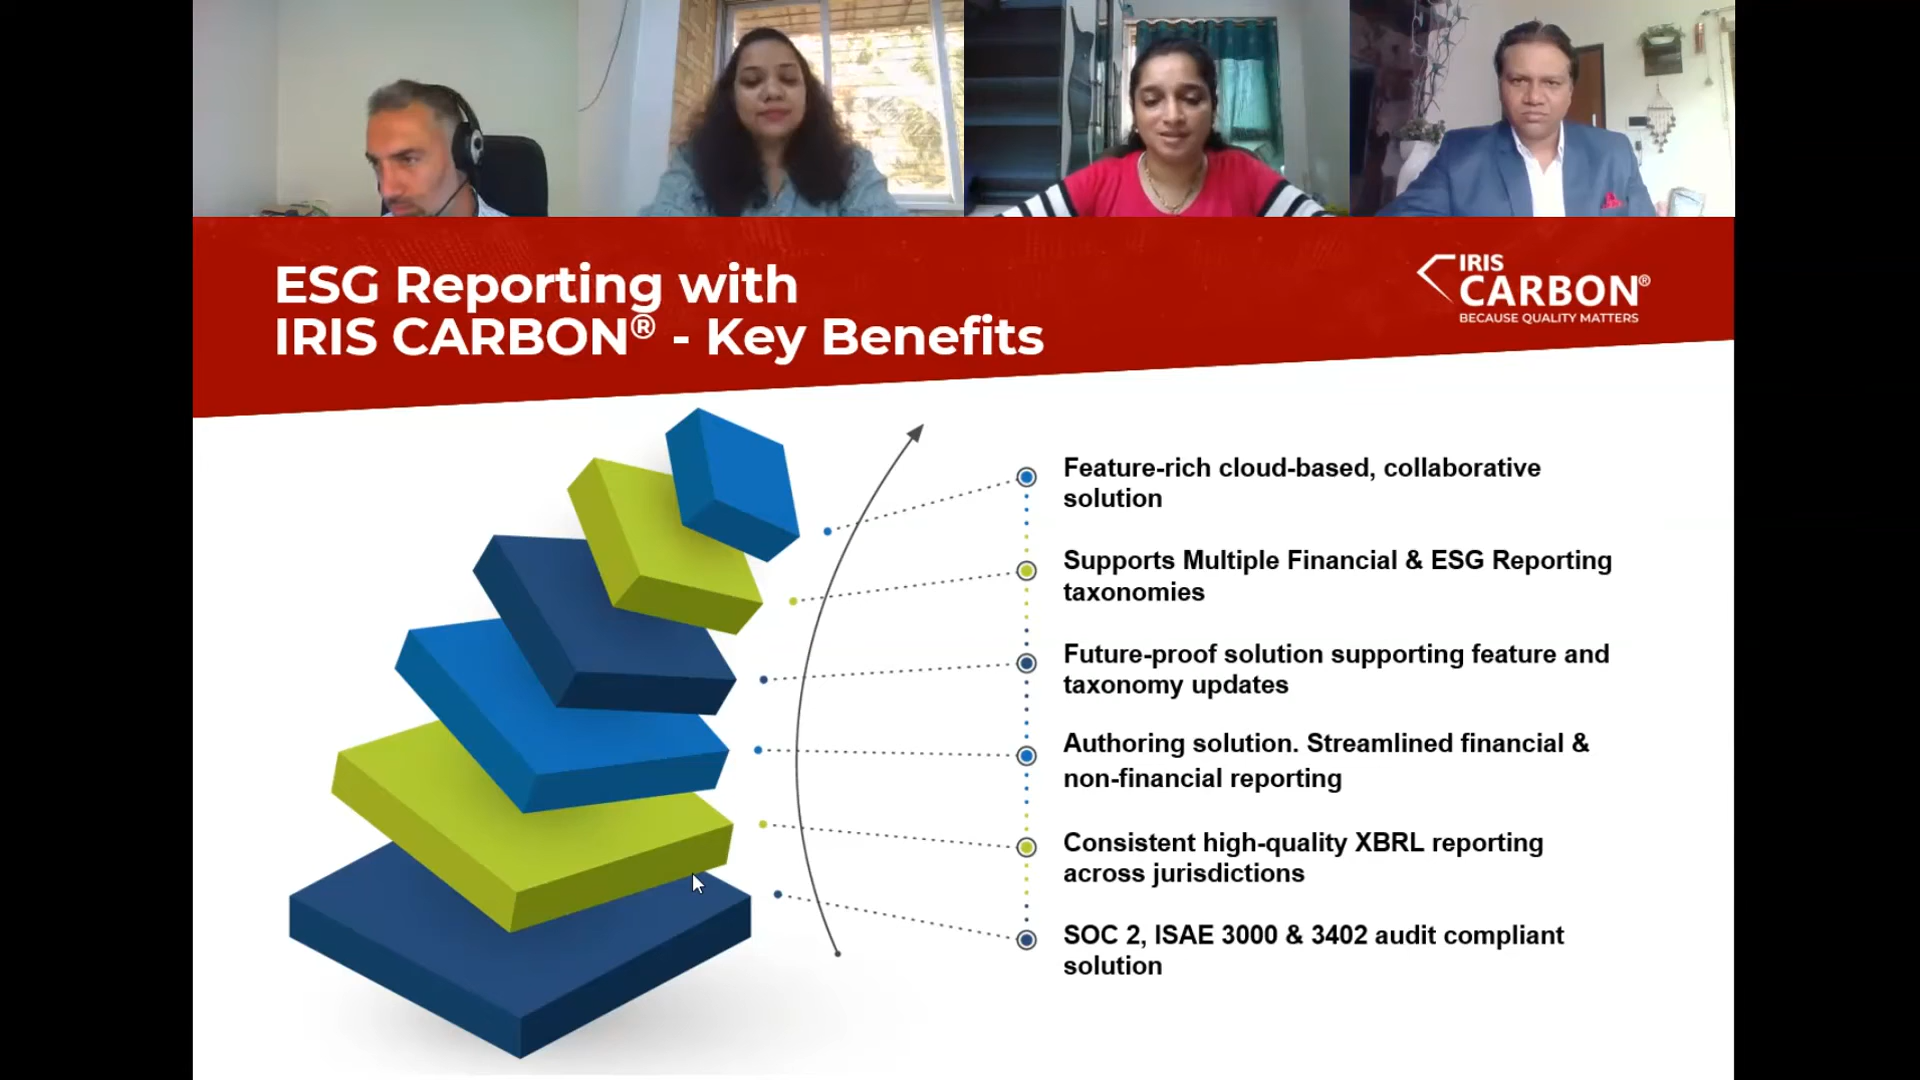 ESG Reporting with
IRIS CARBON® - Key Benefits
IRIS
CARBON®
BECAUSE QUALITY MATTERS
Feature-rich cloud-based, collaborative
solution
Supports Multiple Financial & ESG Reporting
taxonomies
Future-proof solution supporting feature and
taxonomy updates
Authoring solution. Streamlined financial &
non-financial reporting
Consistent high-quality XBRL reporting
across jurisdictions
SOC 2, ISAE 3000 & 3402 audit compliant
solution